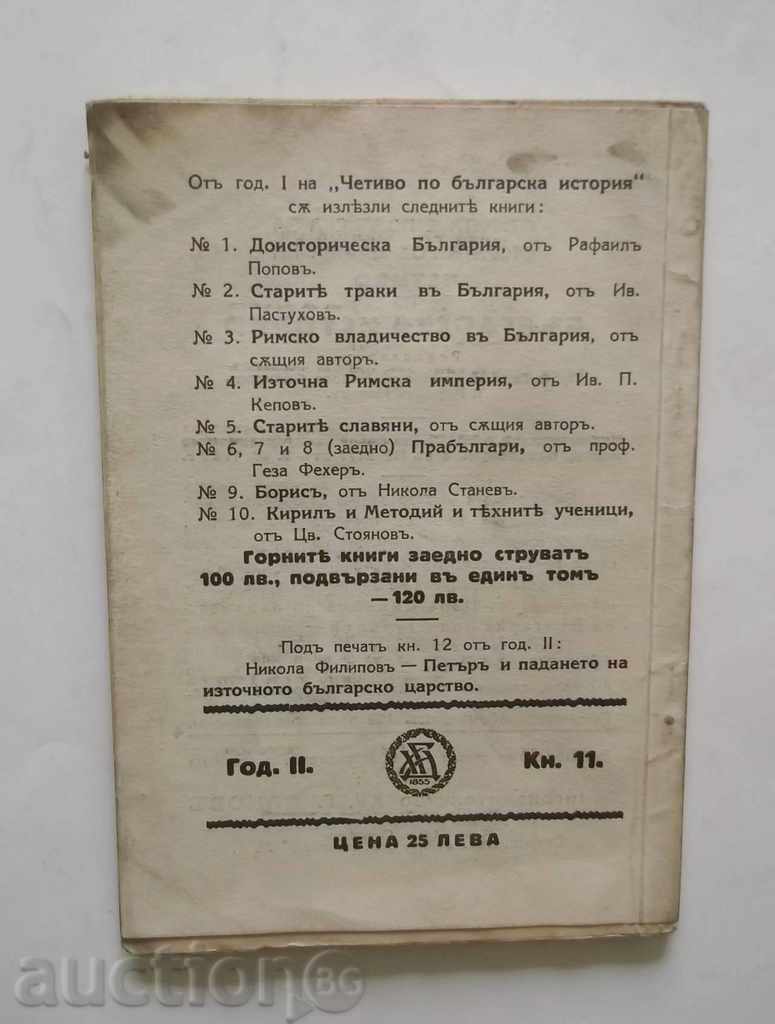 Отъ год. I на „Четиво по българска история“
сѫ излѣзли следнитѣ книги:
№ 1. Доисторическа България, отъ Рафаилъ
Поповъ.
№ 2. Старитѣ траки въ България, отъ Ив.
Пастуховъ.
№ 3. Римско владичество въ България, отъ
сѫщия авторъ.
№ 4. Източна Римска империя, отъ Ив. П.
Кеповъ.
№ 5. Старитѣ славяни, отъ сѫщия авторъ.
№ 6, 7 и 8 (заедно) Прабългари, отъ проф.
Геза Фехеръ.
№ 9. Борисъ, отъ Никола Станевъ.
№ 10. Кирилъ и Методий и тѣхнитѣ ученици,
отъ Цв. Стояновъ.
Горнитѣ книги заедно струватъ
100 лв., подвързани въ единъ томъ
—120 лв.
Подъ печатъ кн. 12 отъ год. II:
Никола Филиповъ — Петъръ и падането на
източното българско царство.
Год. II.
1855
Кн. 11.
ЦЕНА 25 ЛЕВА
auction BG